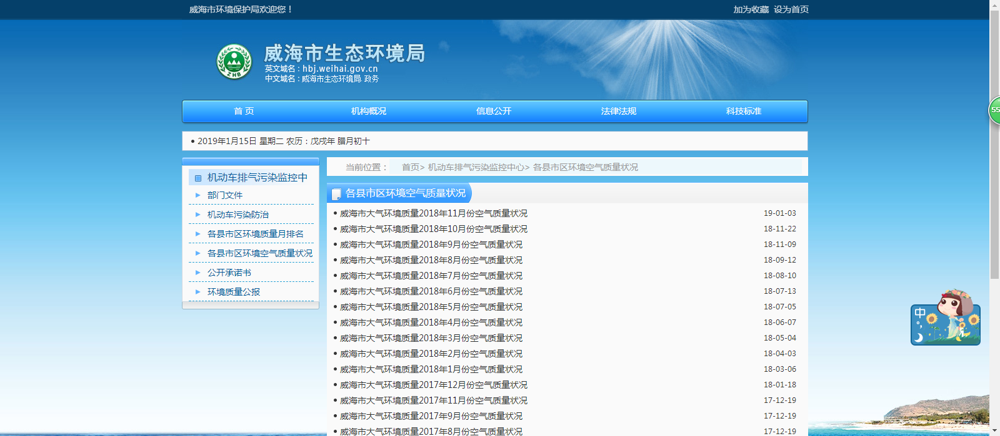 威海市环境保护局欢迎您！
加为收藏 设为首页
威海市生态环境局
英文域名：hbj.weihai.gov.cn
中文域名：威海市生态环境局.政务
ZHB
首 页 机构概况 信息公开 法律法规 科技标准
55
• 2019年1月15日 星期二 农历：戊戌年 腊月初十
机动车排气污染监控中
部门文件
机动车污染防治
各县市区环境质量月排名
各县市区环境空气质量状况
公开承诺书
环境质量公报
当前位置： 首页> 机动车排气污染监控中心> 各县市区环境空气质量状况
各县市区环境空气质量状况
• 威海市大气环境质量2018年11月份空气质量状况 19-01-03
• 威海市大气环境质量2018年10月份空气质量状况 18-11-22
• 威海市大气环境质量2018年9月份空气质量状况 18-11-09
• 威海市大气环境质量2018年8月份空气质量状况 18-09-12
• 威海市大气环境质量2018年7月份空气质量状况 18-08-10
• 威海市大气环境质量2018年6月份空气质量状况 18-07-13
• 威海市大气环境质量2018年5月份空气质量状况 18-07-05
• 威海市大气环境质量2018年4月份空气质量状况 18-06-07
• 威海市大气环境质量2018年3月份空气质量状况 18-05-04
• 威海市大气环境质量2018年2月份空气质量状况 18-04-03
• 威海市大气环境质量2018年1月份空气质量状况 18-03-06
• 威海市大气环境质量2017年12月份空气质量状况 18-01-18
• 威海市大气环境质量2017年11月份空气质量状况 17-12-19
• 威海市大气环境质量2017年9月份空气质量状况 17-12-19
• 威海市大气环境质量2017年8月份空气质量状况 17-12-19
中